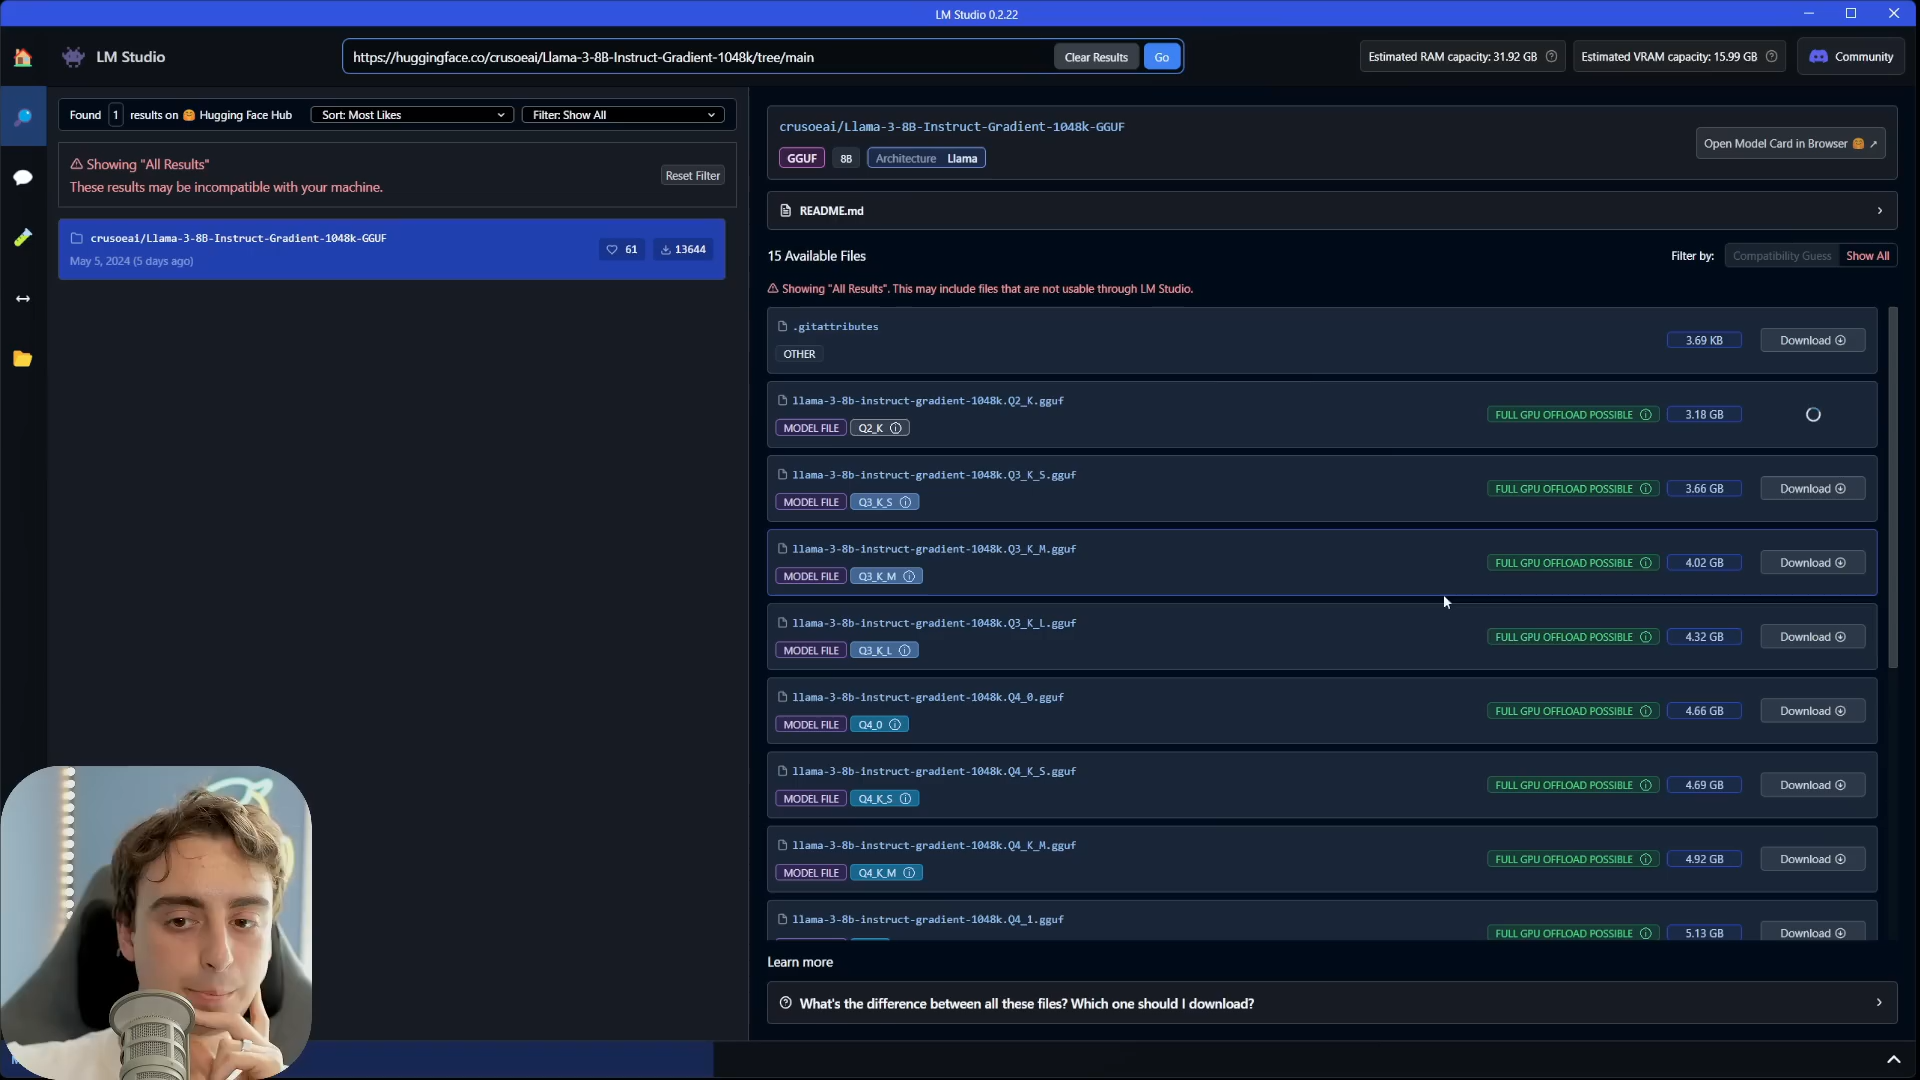 LM Studio 0.2.22
LM Studio
https://huggingface.co/crusoeai/Llama-3-8B-Instruct-Gradient-1048k/tree/main
Clear Results
Go
Estimated RAM capacity: 31.92 GB
Estimated VRAM capacity: 15.99 GB
Community
Found 1 results on Hugging Face Hub
Sort: Most Likes
Filter: Show All
Showing "All Results"
These results may be incompatible with your machine.
Reset Filter
crusoeai/Llama-3-8B-Instruct-Gradient-1048k-GGUF
May 5, 2024 (5 days ago)
61
13644
crusoeai/Llama-3-8B-Instruct-Gradient-1048k-GGUF
GGUF 8B Architecture Llama
Open Model Card in Browser
README.md
15 Available Files
Filter by: Compatibility Guess Show All
Showing "All Results". This may include files that are not usable through LM Studio.
.gitattributes
OTHER
3.69 KB
Download
llama-3-8b-instruct-gradient-1048k.Q2_K.gguf
MODEL FILE Q2_K
FULL GPU OFFLOAD POSSIBLE
3.18 GB
llama-3-8b-instruct-gradient-1048k.Q3_K_S.gguf
MODEL FILE Q3_K_S
FULL GPU OFFLOAD POSSIBLE
3.66 GB
Download
llama-3-8b-instruct-gradient-1048k.Q3_K_M.gguf
MODEL FILE Q3_K_M
FULL GPU OFFLOAD POSSIBLE
4.02 GB
Download
llama-3-8b-instruct-gradient-1048k.Q3_K_L.gguf
MODEL FILE Q3_K_L
FULL GPU OFFLOAD POSSIBLE
4.32 GB
Download
llama-3-8b-instruct-gradient-1048k.Q4_0.gguf
MODEL FILE Q4_0
FULL GPU OFFLOAD POSSIBLE
4.66 GB
Download
llama-3-8b-instruct-gradient-1048k.Q4_K_S.gguf
MODEL FILE Q4_K_S
FULL GPU OFFLOAD POSSIBLE
4.69 GB
Download
llama-3-8b-instruct-gradient-1048k.Q4_K_M.gguf
MODEL FILE Q4_K_M
FULL GPU OFFLOAD POSSIBLE
4.92 GB
Download
llama-3-8b-instruct-gradient-1048k.Q4_1.gguf
FULL GPU OFFLOAD POSSIBLE
5.13 GB
Download
Learn more
What's the difference between all these files? Which one should I download?